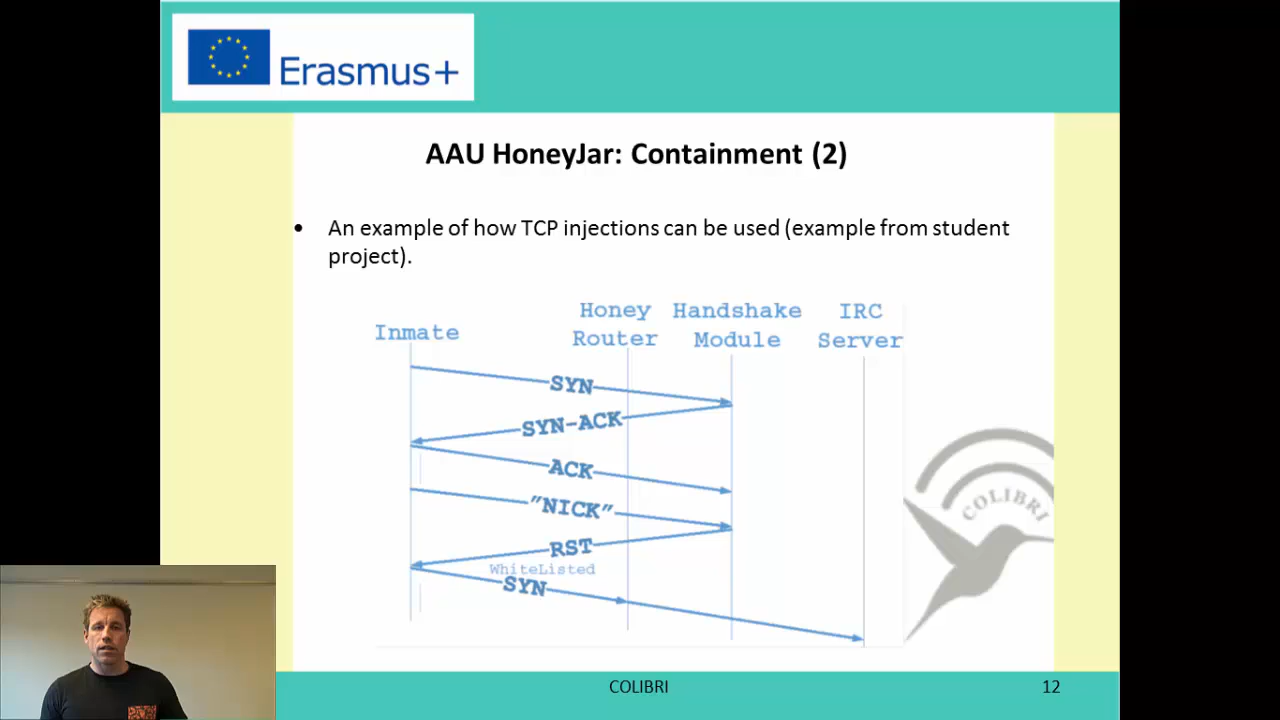 Erasmus+
AAU HoneyJar: Containment (2)
• An example of how TCP injections can be used (example from student
project).
Inmate
Honey
Router
Handshake
Module
IRC
Server
SYN
SYN-ACK
ACK
"NICK"
RST
WhiteListed
SYN
COLIBRI
COLIBRI
12